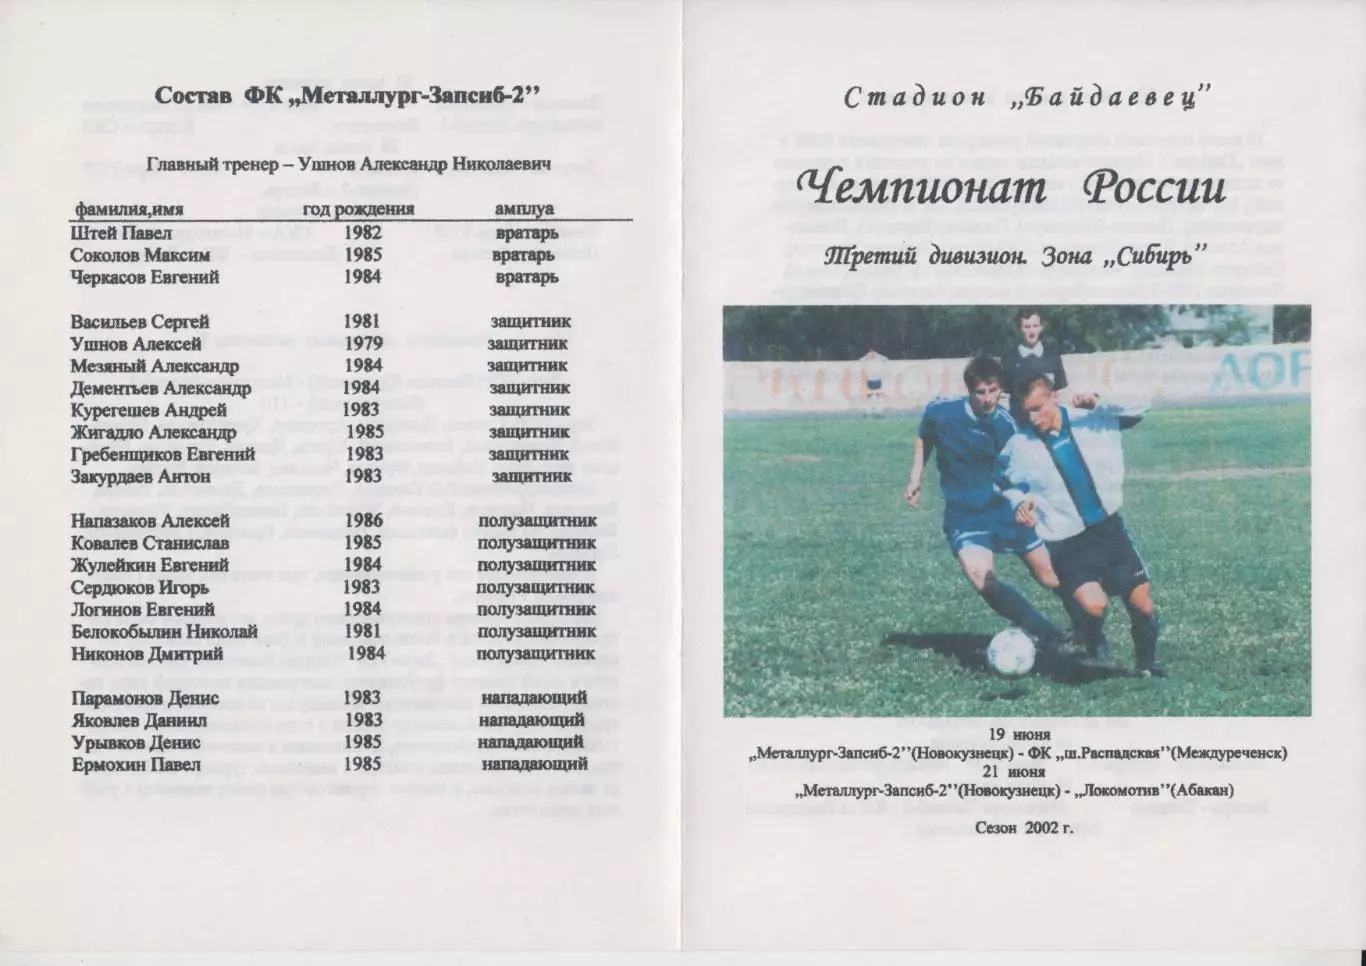 Состав ФК „Металлург-Запсиб-2”
Главный тренер – Ушнов Александр Николаевич
фамилия,имя год рождения амплуа
Штей Павел 1982 вратарь
Соколов Максим 1985 вратарь
Черкасов Евгений 1984 вратарь
Васильев Сергей 1981 защитник
Ушнов Алексей 1979 защитник
Мезяный Александр 1984 защитник
Дементьев Александр 1984 защитник
Курегешев Андрей 1983 защитник
Жигадло Александр 1985 защитник
Гребенщиков Евгений 1983 защитник
Закурдаев Антон 1983 защитник
Напазаков Алексей 1986 полузащитник
Ковалев Станислав 1985 полузащитник
Жулейкин Евгений 1984 полузащитник
Сердюков Игорь 1983 полузащитник
Логинов Евгений 1984 полузащитник
Белокобылин Николай 1981 полузащитник
Никонов Дмитрий 1984 полузащитник
Парамонов Денис 1983 нападающий
Яковлев Даниил 1983 нападающий
Урывков Денис 1985 нападающий
Ермохин Павел 1985 нападающий
Стадион „Байдаевец”
Чемпионат России
Третий дивизион. Зона „Сибирь”
19 июня
„Металлург-Запсиб-2”(Новокузнецк) - ФК „ш.Распадская”(Междуреченск)
21 июня
„Металлург-Запсиб-2”(Новокузнецк) - „Локомотив”(Абакан)
Сезон 2002 г.